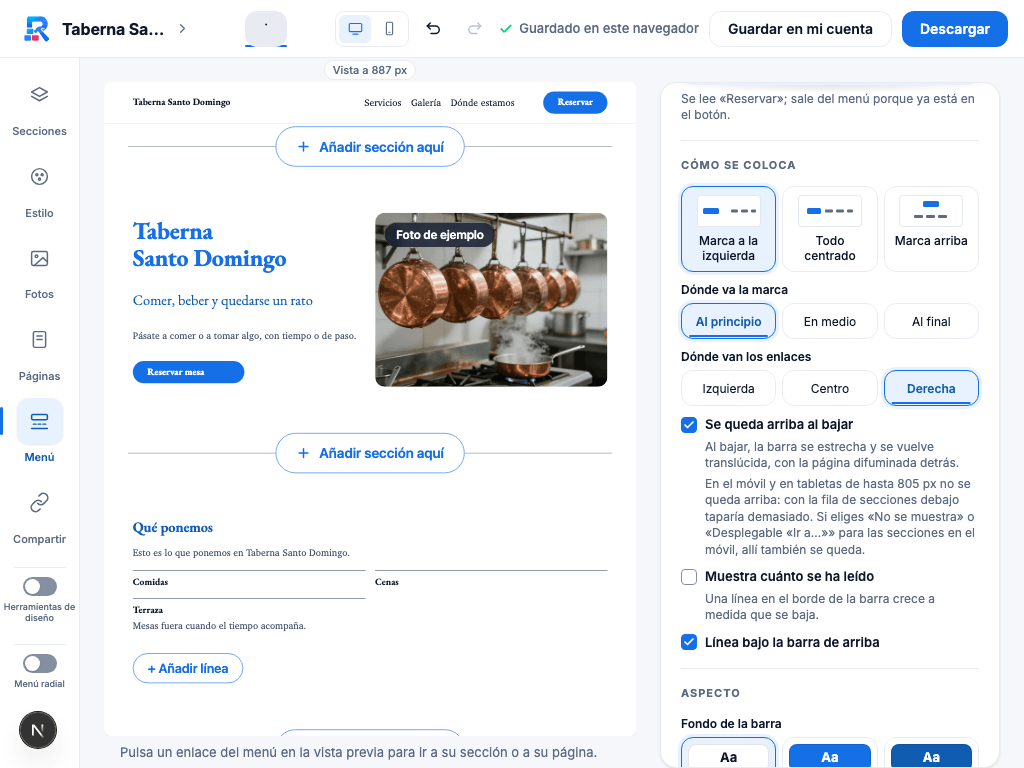 Taberna Sa...
Guardado en este navegador
Guardar en mi cuenta
Descargar
Vista a 887 px
Secciones
Estilo
Fotos
Páginas
Menú
Compartir
Herramientas de
diseño
Menú radial
N
Taberna Santo Domingo
Servicios
Galería
Dónde estamos
Reservar
+ Añadir sección aquí
Taberna
Santo Domingo
Comer, beber y quedarse un rato
Pásate a comer o a tomar algo, con tiempo o de paso.
Reservar mesa
Foto de ejemplo
+ Añadir sección aquí
Qué ponemos
Esto es lo que ponemos en Taberna Santo Domingo.
Comidas
Cenas
Terraza
Mesas fuera cuando el tiempo acompaña.
+ Añadir línea
Pulsa un enlace del menú en la vista previa para ir a su sección o a su página.
Se lee «Reservar»; sale del menú porque ya está en
el botón.
CÓMO SE COLOCA
Marca a la
izquierda
Todo
centrado
Marca arriba
Dónde va la marca
Al principio
En medio
Al final
Dónde van los enlaces
Izquierda
Centro
Derecha
Se queda arriba al bajar
Al bajar, la barra se estrecha y se vuelve
translúcida, con la página difuminada detrás.
En el móvil y en tabletas de hasta 805 px no se
queda arriba: con la fila de secciones debajo
taparía demasiado. Si eliges «No se muestra» o
«Desplegable «Ir a...»» para las secciones en el
móvil, allí también se queda.
Muestra cuánto se ha leído
Una línea en el borde de la barra crece a
medida que se baja.
Línea bajo la barra de arriba
ASPECTO
Fondo de la barra
Aa
Aa
Aa